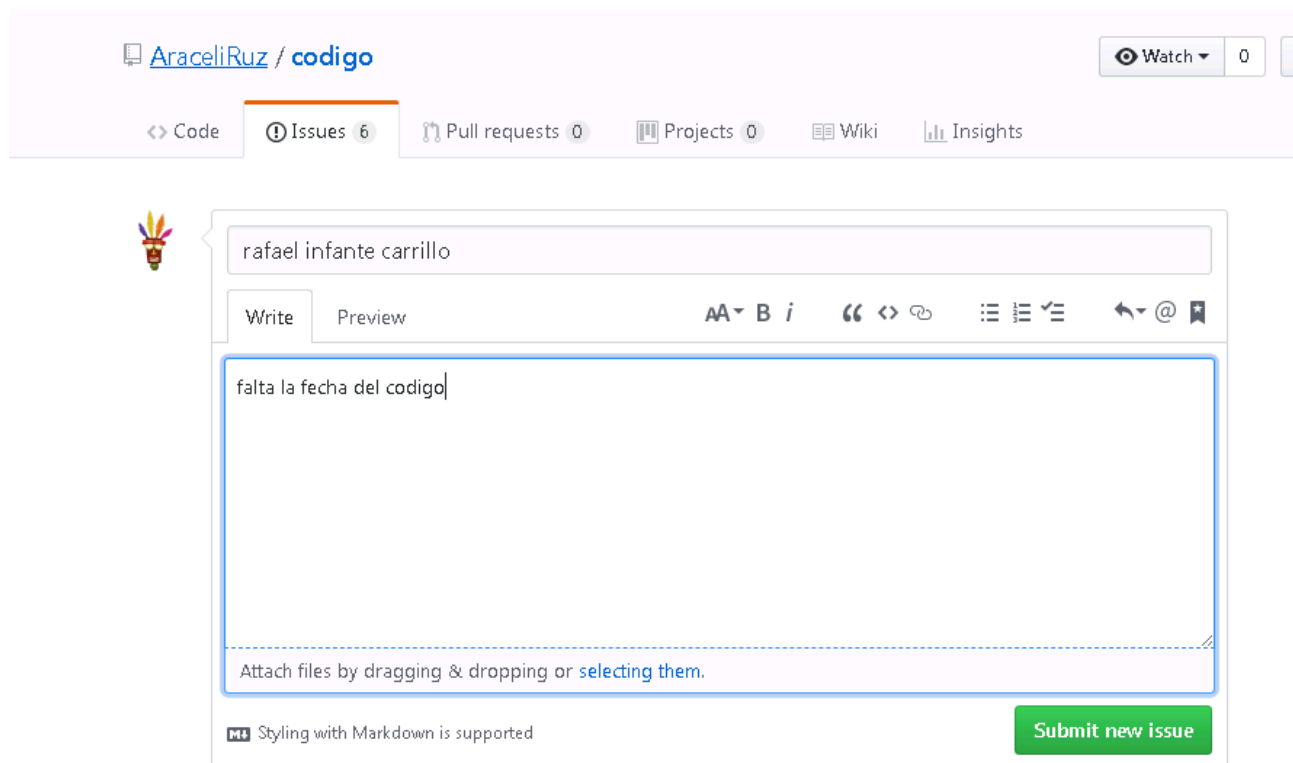 AraceliRuz / codigo
Watch 0
Code Issues 6 Pull requests 0 Projects 0 Wiki Insights
rafael infante carrillo
Write Preview AA B i
falta la fecha del codigo
Attach files by dragging & dropping or selecting them.
Styling with Markdown is supported
Submit new issue